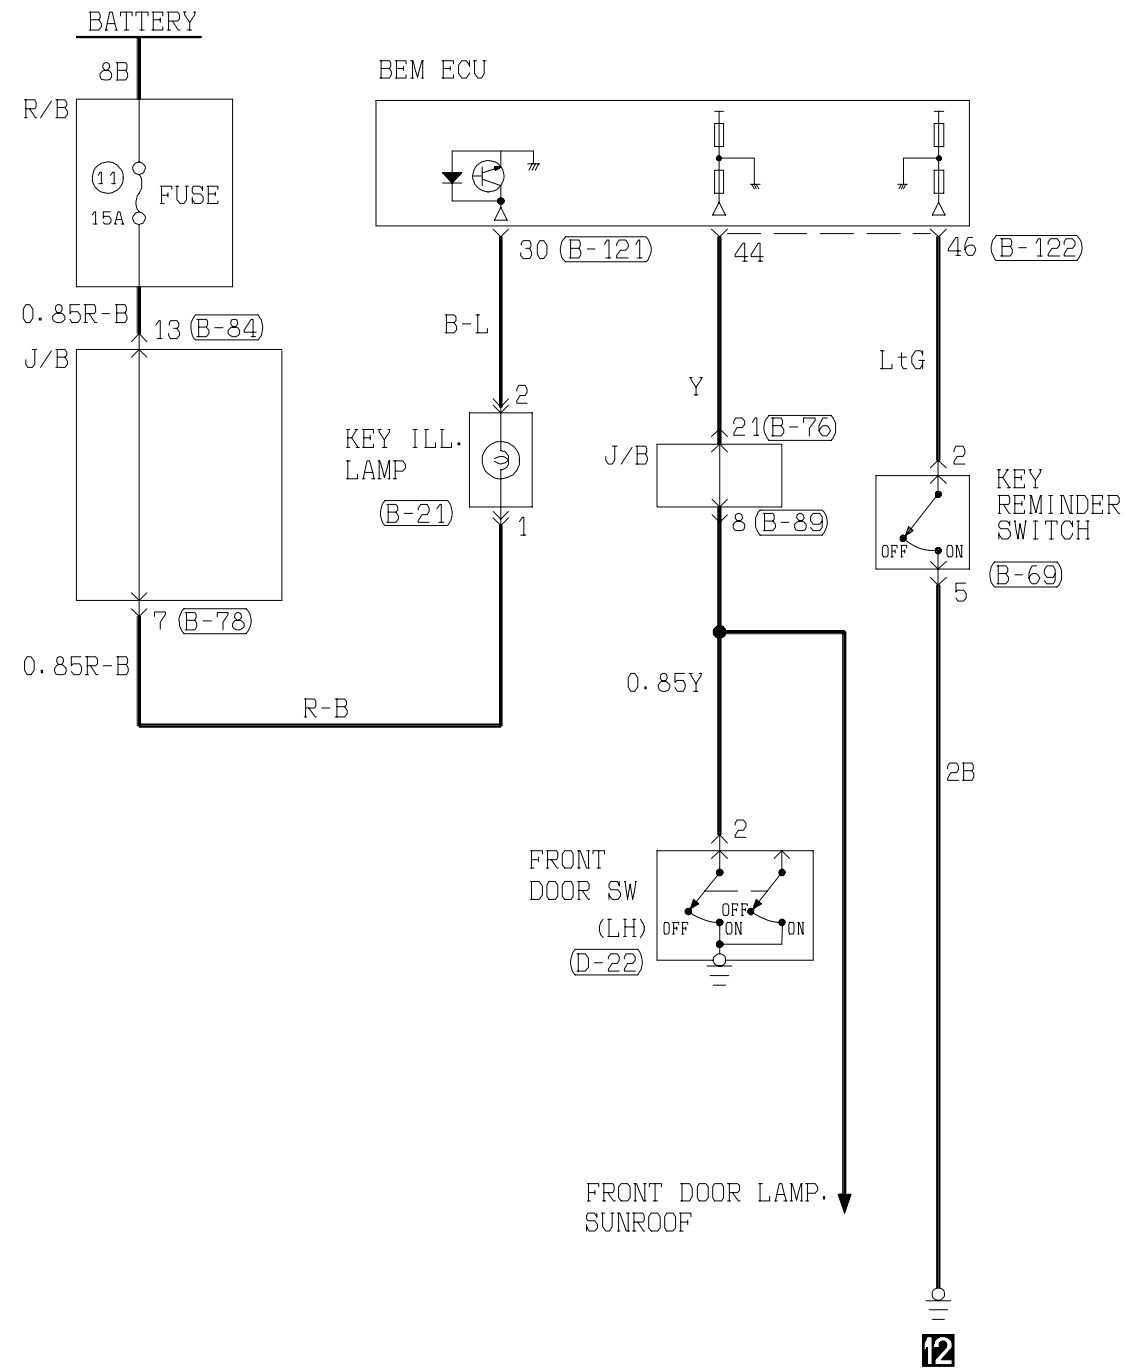 BATTERY
8B
BEM ECU
R/B
11
FUSE
15A
30 (B-121)
44
46 (B-122)
0.85R-B
13 (B-84)
B-L
J/B
LtG
Y
2
21 (B-76)
KEY ILL.
LAMP
J/B
2
KEY
REMINDER
SWITCH
(B-21)
1
8 (B-89)
OFF
ON
(B-69)
5
7 (B-78)
0.85R-B
0.85Y
R-B
2B
2
FRONT
DOOR SW
(LH)
OFF
ON
OFF
ON
(D-22)
FRONT DOOR LAMP.
SUNROOF
12